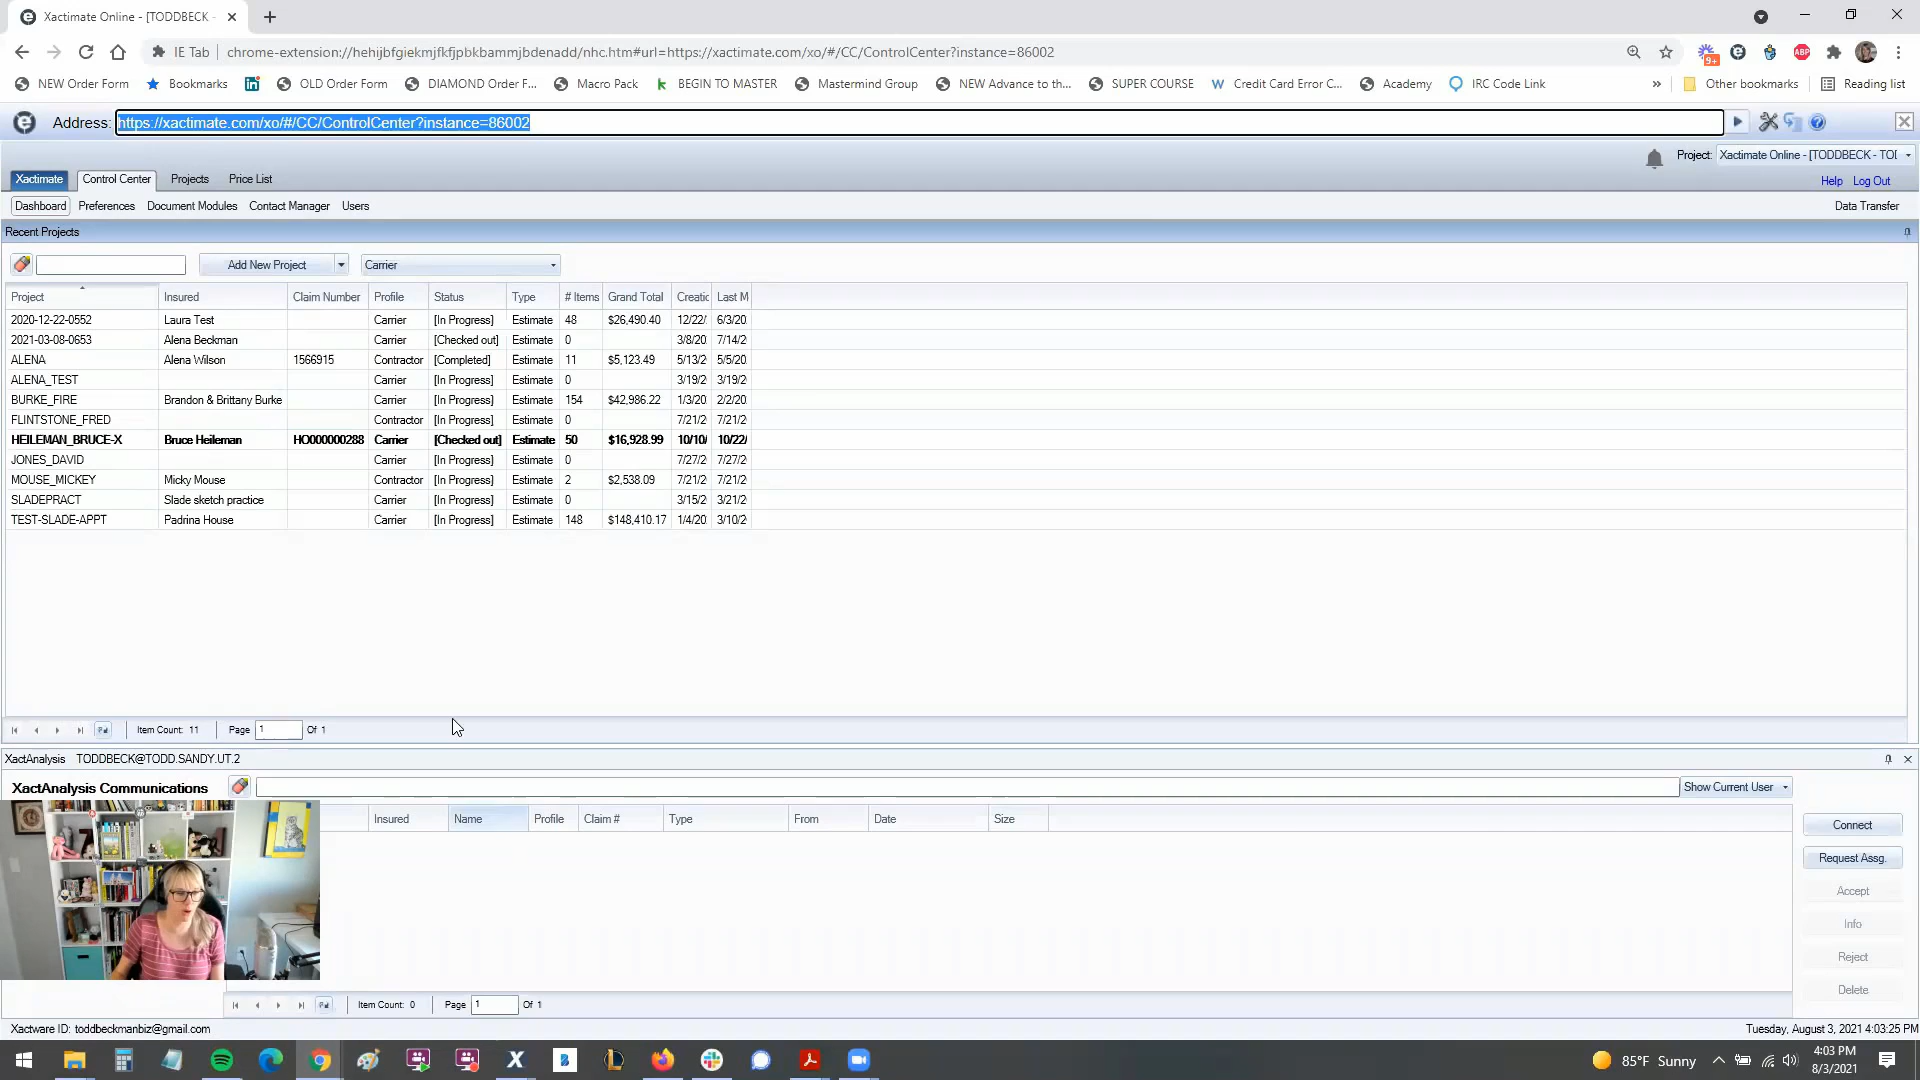 Xactimate Online - [TODDBECK -
IE Tab
chrome-extension://hehijbfgiekmjfkfjpbkbammjbdenadd/nhc.htm#url=https://xactimate.com/xo/#/CC/ControlCenter?instance=86002
9+
ABP
NEW Order Form
Bookmarks
OLD Order Form
DIAMOND Order F...
Macro Pack
BEGIN TO MASTER
Mastermind Group
NEW Advance to th...
SUPER COURSE
Credit Card Error C...
Academy
IRC Code Link
Other bookmarks
Reading list
Address: https://xactimate.com/xo/#/CC/ControlCenter?instance=86002
Project: Xactimate Online - [TODDBECK - TO
Xactimate Control Center Projects Price List
Help Log Out
Dashboard Preferences Document Modules Contact Manager Users Data Transfer
Recent Projects
Add New Project Carrier
Project Insured Claim Number Profile Status Type # Items Grand Total Creatic Last M
2020-12-22-0552 Laura Test Carrier [In Progress] Estimate 48 $26,490.40 12/22/ 6/3/20
2021-03-08-0653 Alena Beckman Carrier [Checked out] Estimate 0 3/8/20 7/14/2
ALENA Alena Wilson 1566915 Contractor [Completed] Estimate 11 $5,123.49 5/13/2 5/5/20
ALENA_TEST Carrier [In Progress] Estimate 0 3/19/2 3/19/2
BURKE_FIRE Brandon & Brittany Burke Carrier [In Progress] Estimate 154 $42,986.22 1/3/20 2/2/20
FLINTSTONE_FRED Contractor [In Progress] Estimate 0 7/21/2 7/21/2
HEILEMAN_BRUCE-X Bruce Heileman HO000000288 Carrier [Checked out] Estimate 50 $16,928.99 10/10/ 10/22/
JONES_DAVID Carrier [In Progress] Estimate 0 7/27/2 7/27/2
MOUSE_MICKEY Micky Mouse Contractor [In Progress] Estimate 2 $2,538.09 7/21/2 7/21/2
SLADEPRACT Slade sketch practice Carrier [In Progress] Estimate 0 3/15/2 3/21/2
TEST-SLADE-APPT Padrina House Carrier [In Progress] Estimate 148 $148,410.17 1/4/20 3/10/2
Item Count: 11 Page 1 Of 1
XactAnalysis TODDBECK@TODD.SANDY.UT.2
XactAnalysis Communications Show Current User
Insured Name Profile Claim # Type From Date Size
Connect
Request Assg.
Accept
Info
Reject
Delete
Item Count: 0 Page 1 Of 1
Xactware ID: toddbeckmanbiz@gmail.com Tuesday, August 3, 2021 4:03:25 PM
85°F Sunny
4:03 PM
8/3/2021